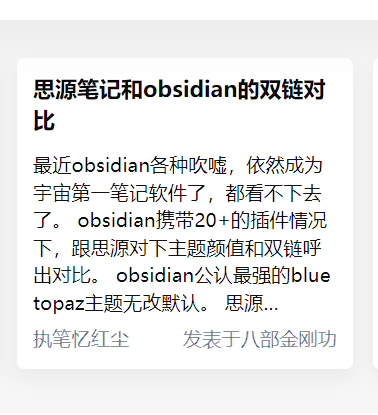 思源笔记和obsidian的双链对
比
最近obsidian各种吹嘘，依然成为
宇宙第一笔记软件了，都看不下去
了。 obsidian携带20+的插件情况
下，跟思源对下主题颜值和双链呼
出对比。 obsidian公认最强的blue
topaz主题无改默认。 思源...
执笔忆红尘 发表于八部金刚功